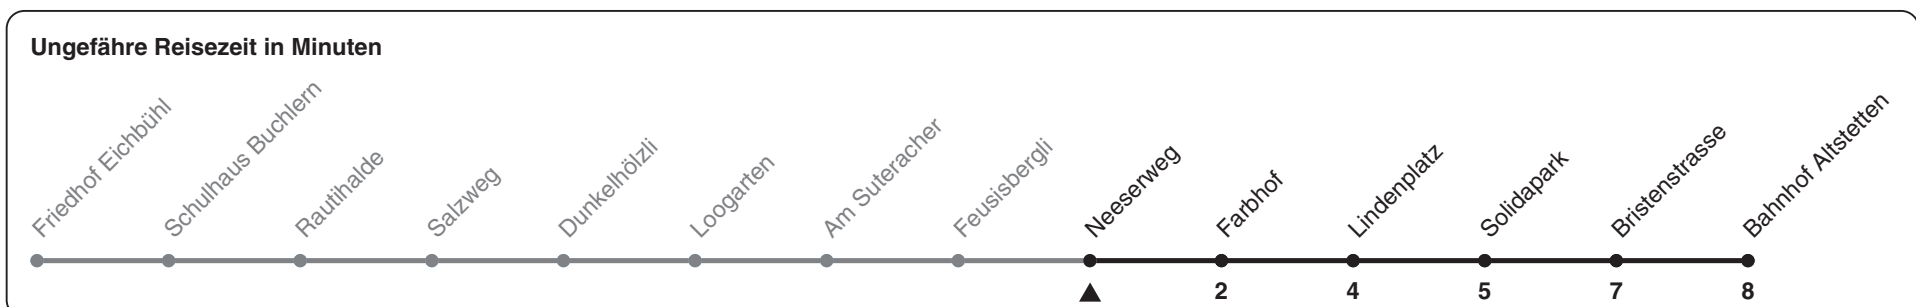 Ungefähre Reisezeit in Minuten
Friedhof Eichbühl
Schulhaus Buchlern
Rautihalde
Salzweg
Dunkelhölzli
Loogarten
Am Suteracher
Feusisbergli
Neeserweg
Farbhof
Lindenplatz
Solidapark
Bristenstrasse
Bahnhof Altstetten
2 4 5 7 8